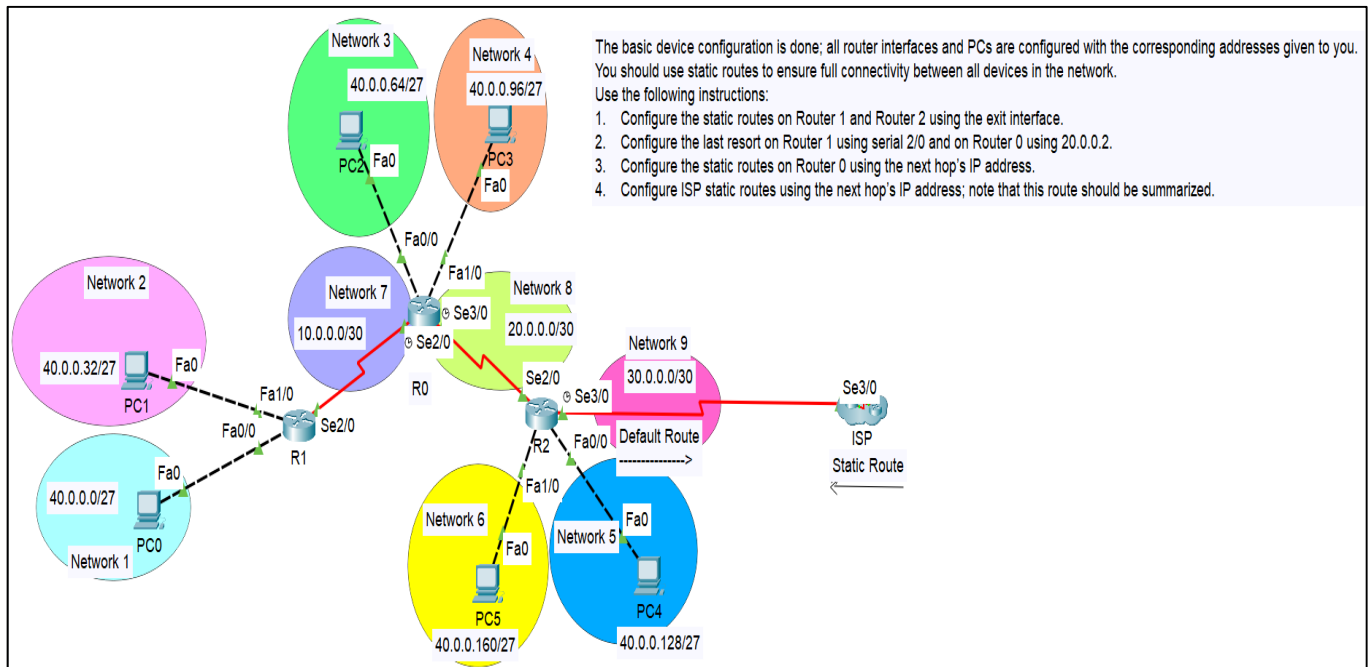 The basic device configuration is done; all router interfaces and PCs are configured with the corresponding addresses given to you.
You should use static routes to ensure full connectivity between all devices in the network.
Use the following instructions:
1. Configure the static routes on Router 1 and Router 2 using the exit interface.
2. Configure the last resort on Router 1 using serial 2/0 and on Router 0 using 20.0.0.2.
3. Configure the static routes on Router 0 using the next hop's IP address.
4. Configure ISP static routes using the next hop's IP address; note that this route should be summarized.
Network 3
40.0.0.64/27
PC2
Fa0
Network 4
40.0.0.96/27
PC3
Fa0
Fa0/0
Fa1/0
Network 7
10.0.0.0/30
Se3/0
Se2/0
R0
Network 8
20.0.0.0/30
Network 2
40.0.0.32/27
Fa0
PC1
Fa1/0
Fa0/0
Se2/0
R1
Fa0
40.0.0.0/27
PC0
Network 1
Se2/0
Se3/0
R2
Fa0/0
Fa1/0
Network 9
30.0.0.0/30
Default Route
--------------->
Se3/0
ISP
Static Route
Network 6
Fa0
PC5
40.0.0.160/27
Network 5
Fa0
PC4
40.0.0.128/27